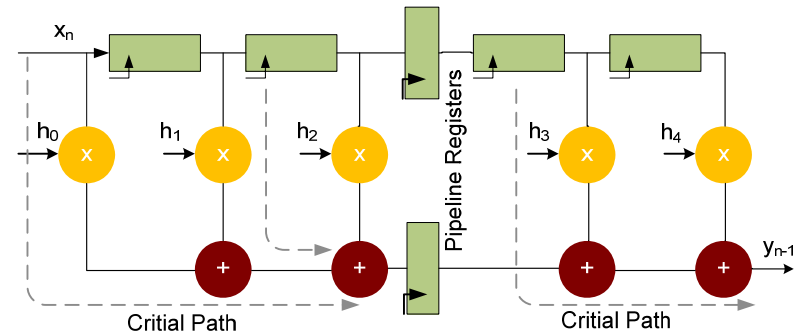 xn
h0
h1
h2
h3
h4
x
x
x
x
x
Pipeline Registers
+
+
+
+
yn-1
Critial Path
Critial Path